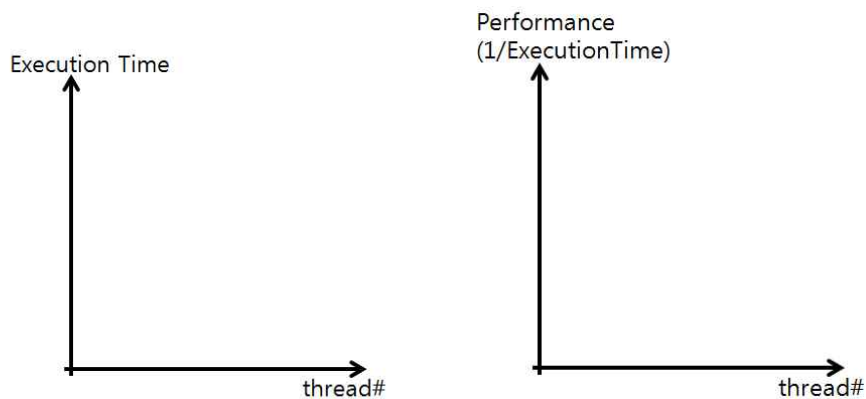 Execution Time
thread#
Performance
(1/ExecutionTime)
thread#